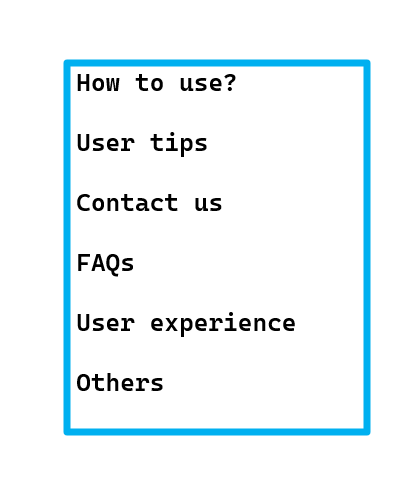 How to use?
User tips
Contact us
FAQs
User experience
Others